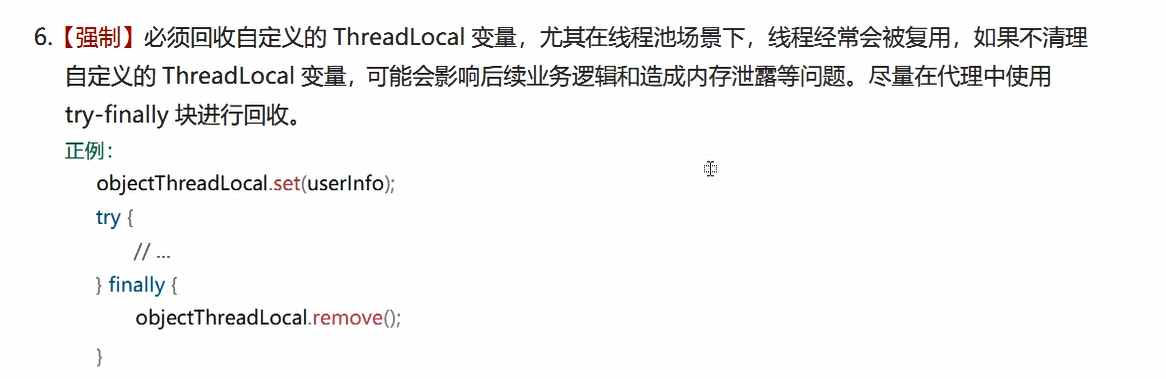 6.【强制】必须回收自定义的 ThreadLocal 变量，尤其在线程池场景下，线程经常会被复用，如果不清理
自定义的 ThreadLocal 变量，可能会影响后续业务逻辑和造成内存泄露等问题。尽量在代理中使用
try-finally 块进行回收。
正例：
objectThreadLocal.set(userInfo);
try {
// ...
} finally {
objectThreadLocal.remove();
}